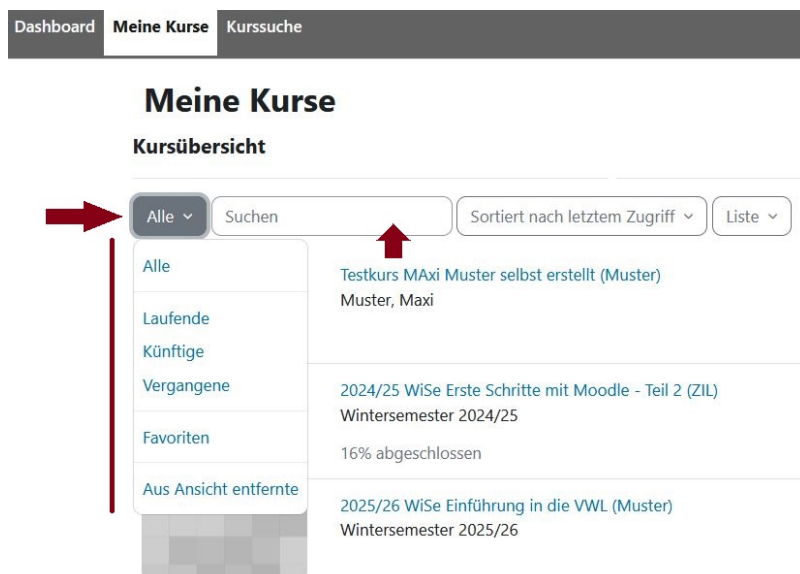 Dashboard Meine Kurse Kurssuche
Meine Kurse
Kursübersicht
Alle Suchen Sortiert nach letztem Zugriff Liste
Alle
Laufende
Künftige
Vergangene
Favoriten
Aus Ansicht entfernte
Testkurs MAxi Muster selbst erstellt (Muster)
Muster, Maxi
2024/25 WiSe Erste Schritte mit Moodle - Teil 2 (ZIL)
Wintersemester 2024/25
16% abgeschlossen
2025/26 WiSe Einführung in die VWL (Muster)
Wintersemester 2025/26